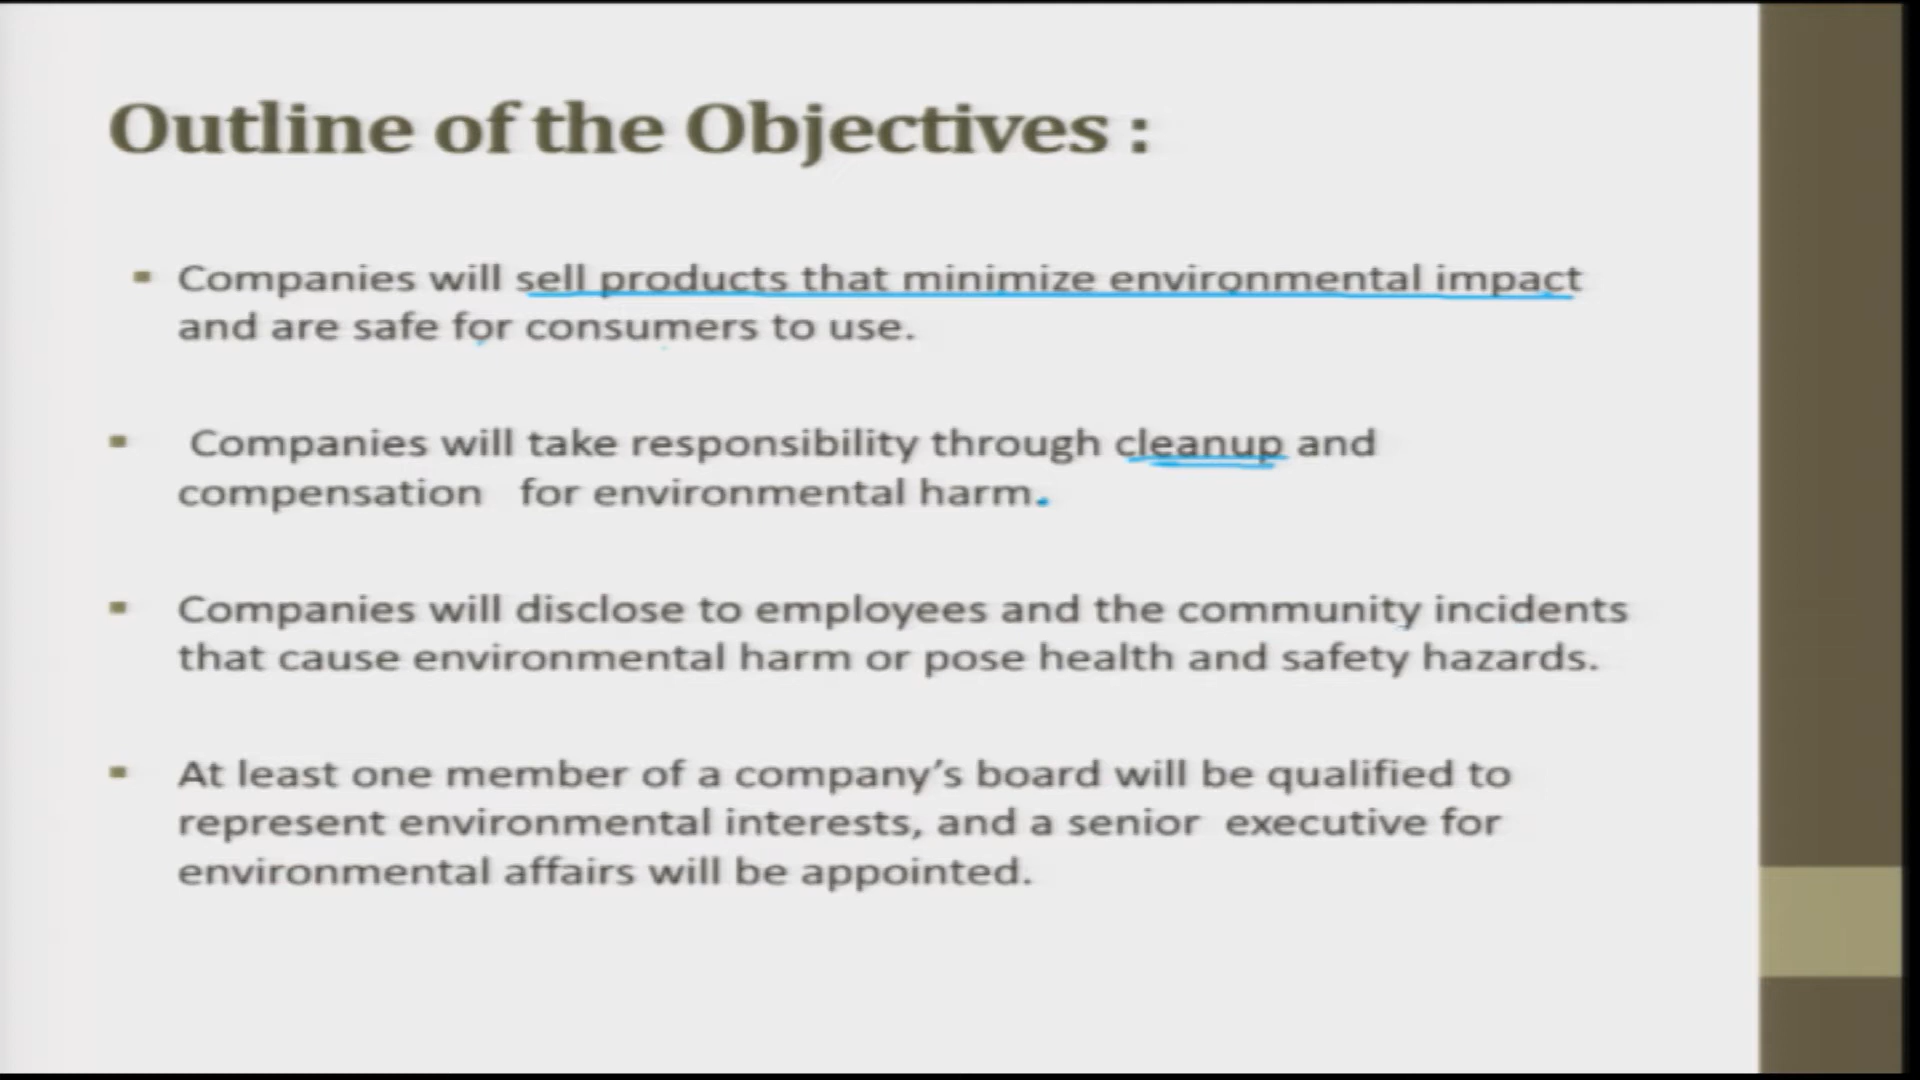 Outline of the Objectives :
▪ Companies will sell products that minimize environmental impact
and are safe for consumers to use.
▪ Companies will take responsibility through cleanup and
compensation for environmental harm.
▪ Companies will disclose to employees and the community incidents
that cause environmental harm or pose health and safety hazards.
▪ At least one member of a company’s board will be qualified to
represent environmental interests, and a senior executive for
environmental affairs will be appointed.